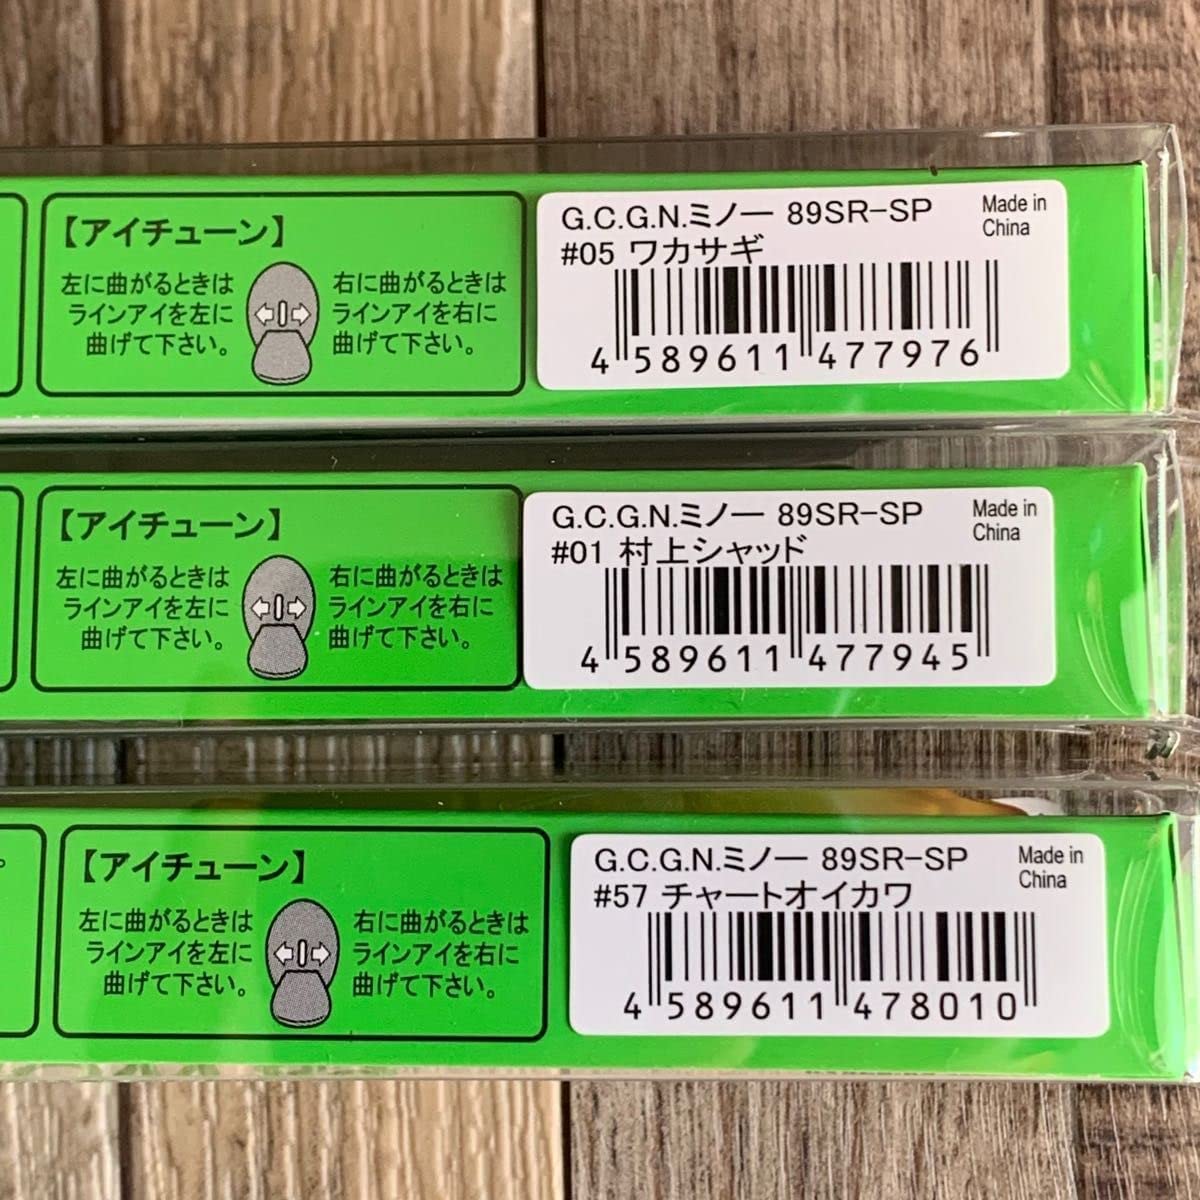 【アイチューン】
左に曲がるときは
ラインアイを左に
曲げて下さい。
右に曲がるときは
ラインアイを右に
曲げて下さい。
G.C.G.N.ミノー 89SR-SP
#05 ワカサギ
Made in
China
4 589611 477976
【アイチューン】
左に曲がるときは
ラインアイを左に
曲げて下さい。
右に曲がるときは
ラインアイを右に
曲げて下さい。
G.C.G.N.ミノー 89SR-SP
#01 村上シャッド
Made in
China
4 589611 477945
【アイチューン】
左に曲がるときは
ラインアイを左に
曲げて下さい。
右に曲がるときは
ラインアイを右に
曲げて下さい。
G.C.G.N.ミノー 89SR-SP
#57 チャートオイカワ
Made in
China
4 589611 478010